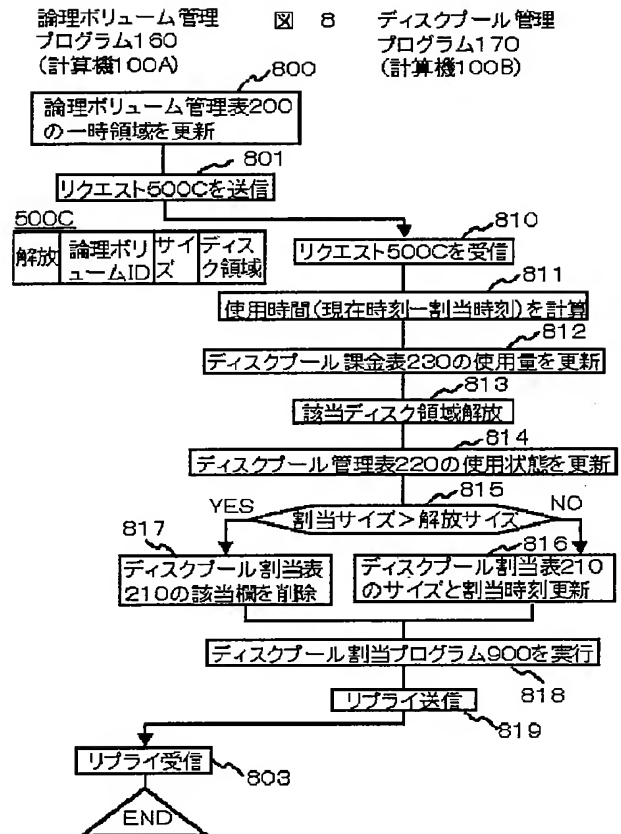 論理ボリューム管理
プログラム160
(計算機100A)
図 8
ディスクプール管理
プログラム170
(計算機100B)
800
論理ボリューム管理表200
の一時領域を更新
801
リクエスト500Cを送信
500C
解放
論理ボリ
ュームID
サイ
ズ
ディス
ク領域
810
リクエスト500Cを受信
811
使用時間(現在時刻ー割当時刻)を計算
812
ディスクプール課金表230の使用量を更新
813
該当ディスク領域解放
814
ディスクプール管理表220の使用状態を更新
815
YES
割当サイズ>解放サイズ
NO
817
ディスクプール割当表
210の該当欄を削除
816
ディスクプール割当表210
のサイズと割当時刻更新
ディスクプール割当プログラム900を実行
818
リプライ送信
819
リプライ受信
803
END